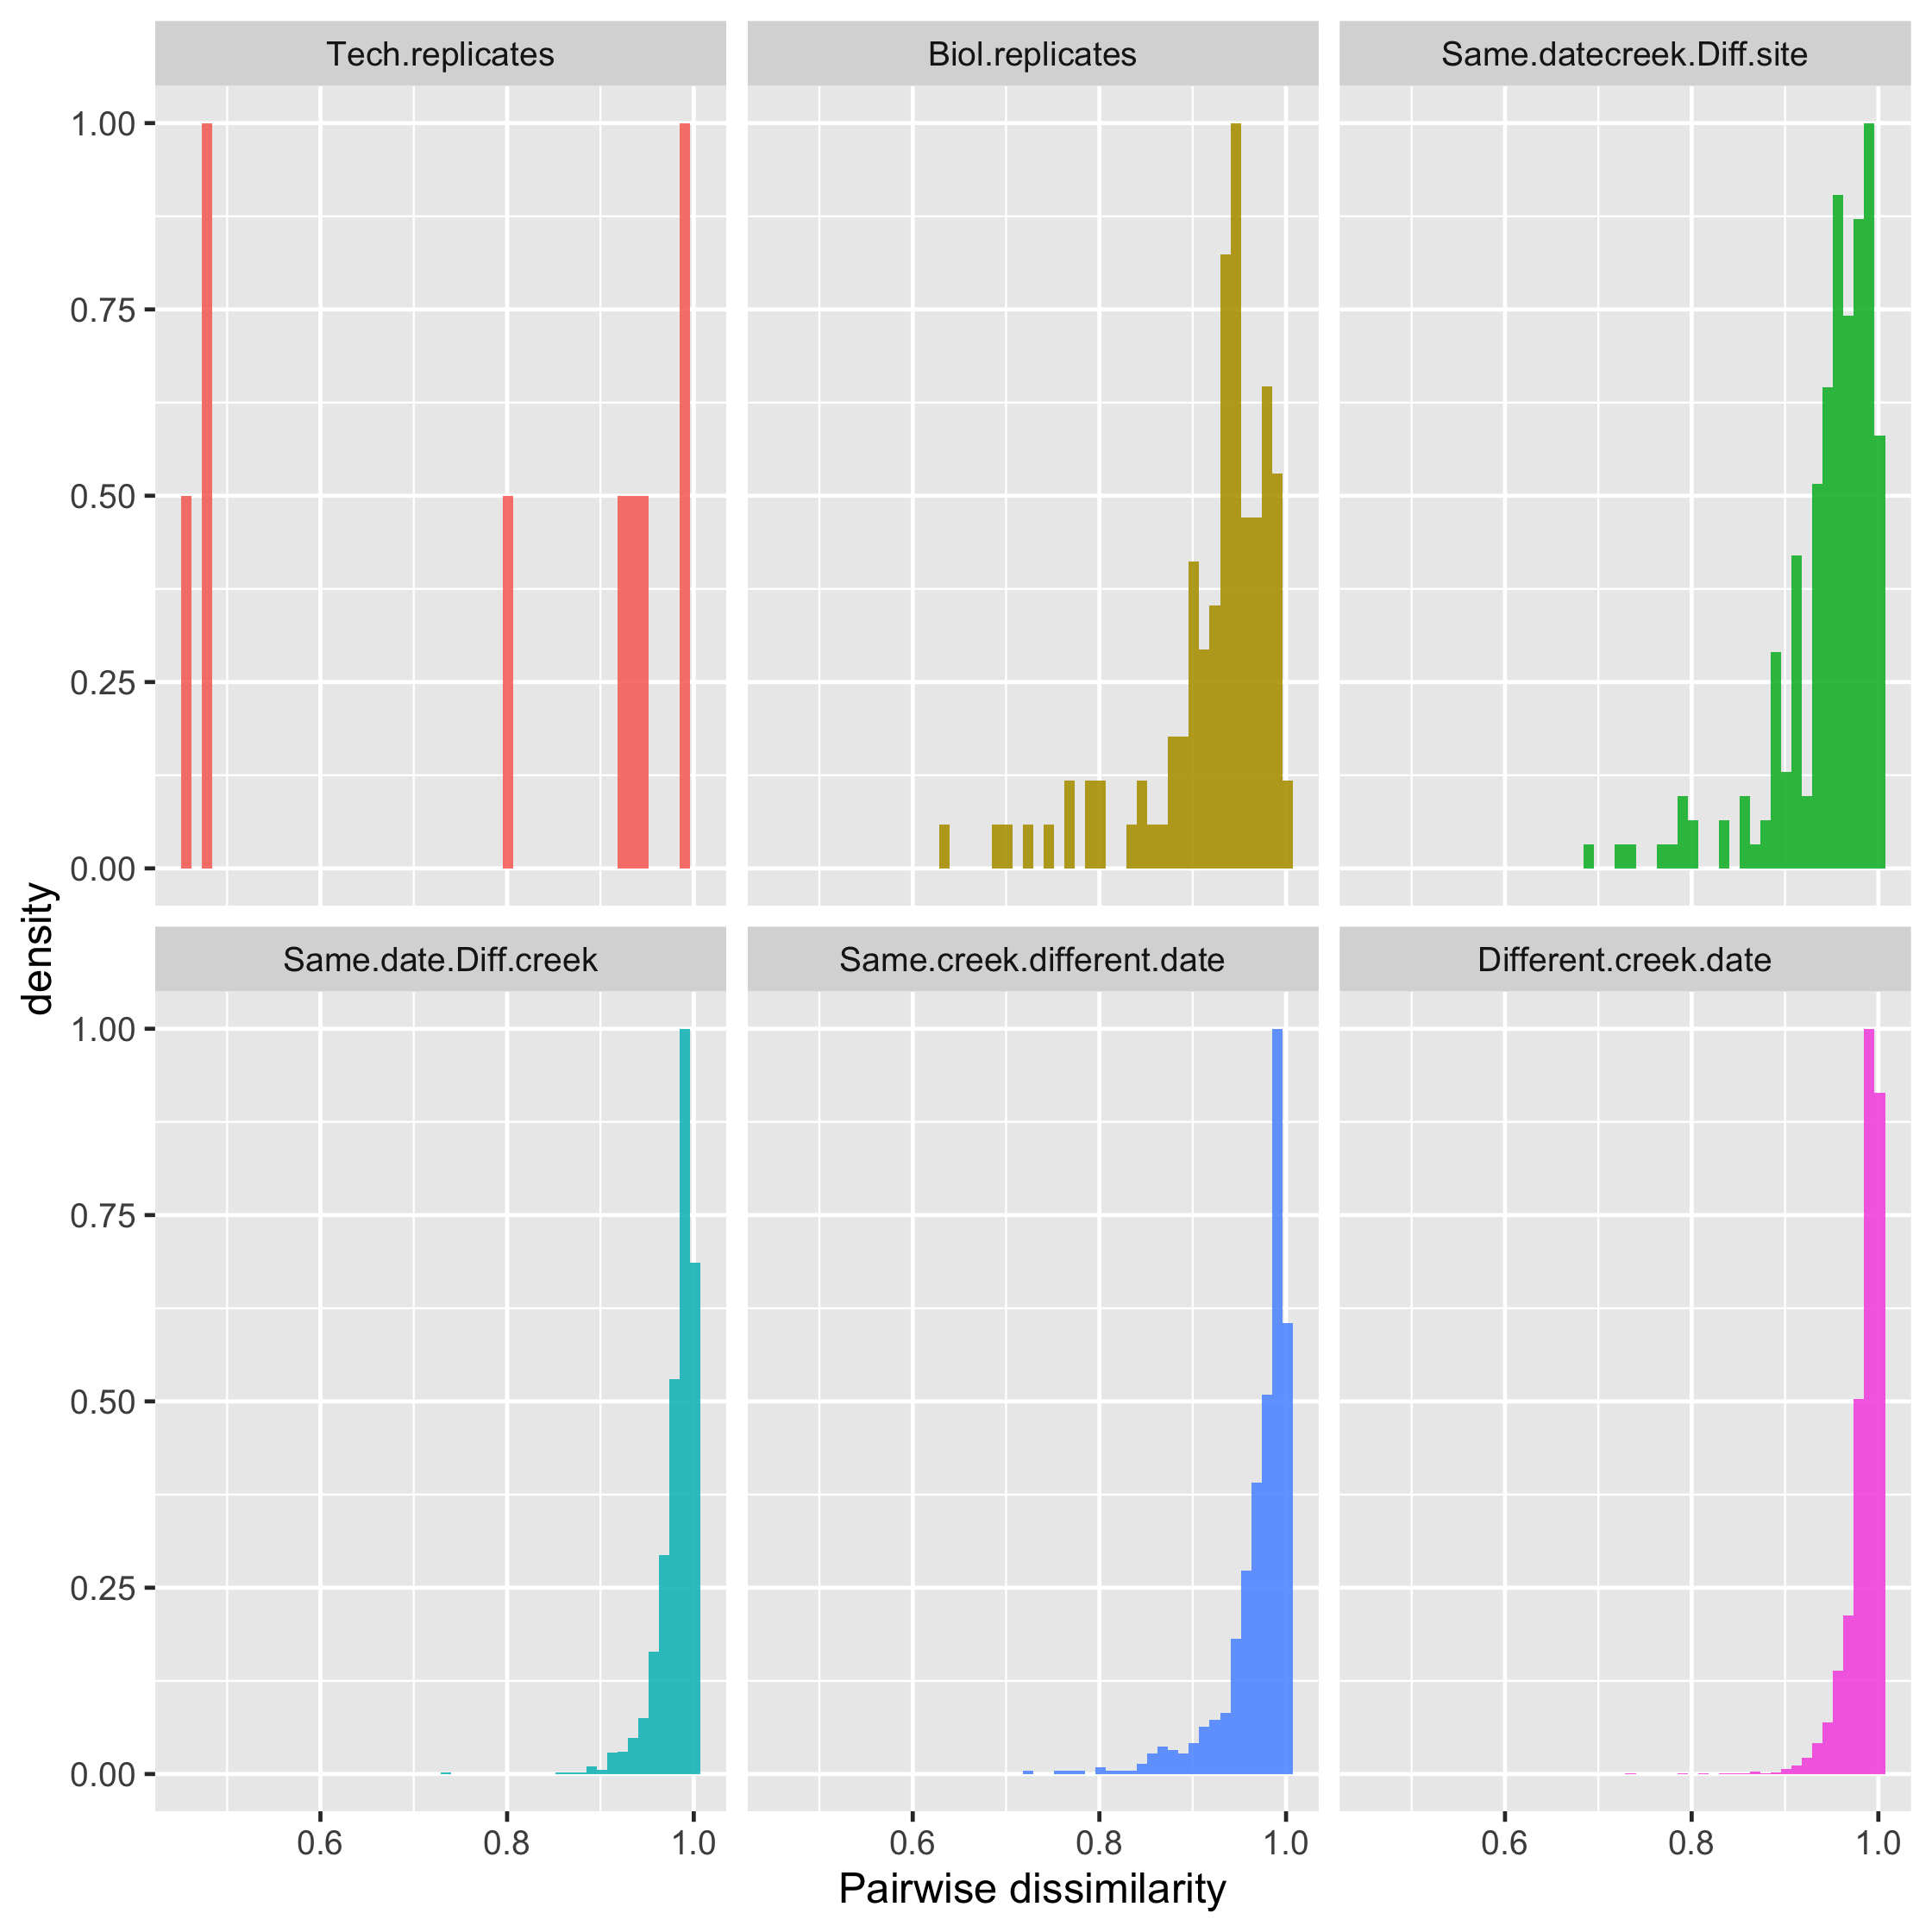 Tech.replicates
Biol.replicates
Same.datecreek.Diff.site
1.00
0.75
0.50
0.25
0.00
density
Same.date.Diff.creek
Same.creek.different.date
Different.creek.date
1.00
0.75
0.50
0.25
0.00
0.6 0.8 1.0
0.6 0.8 1.0
0.6 0.8 1.0
Pairwise dissimilarity